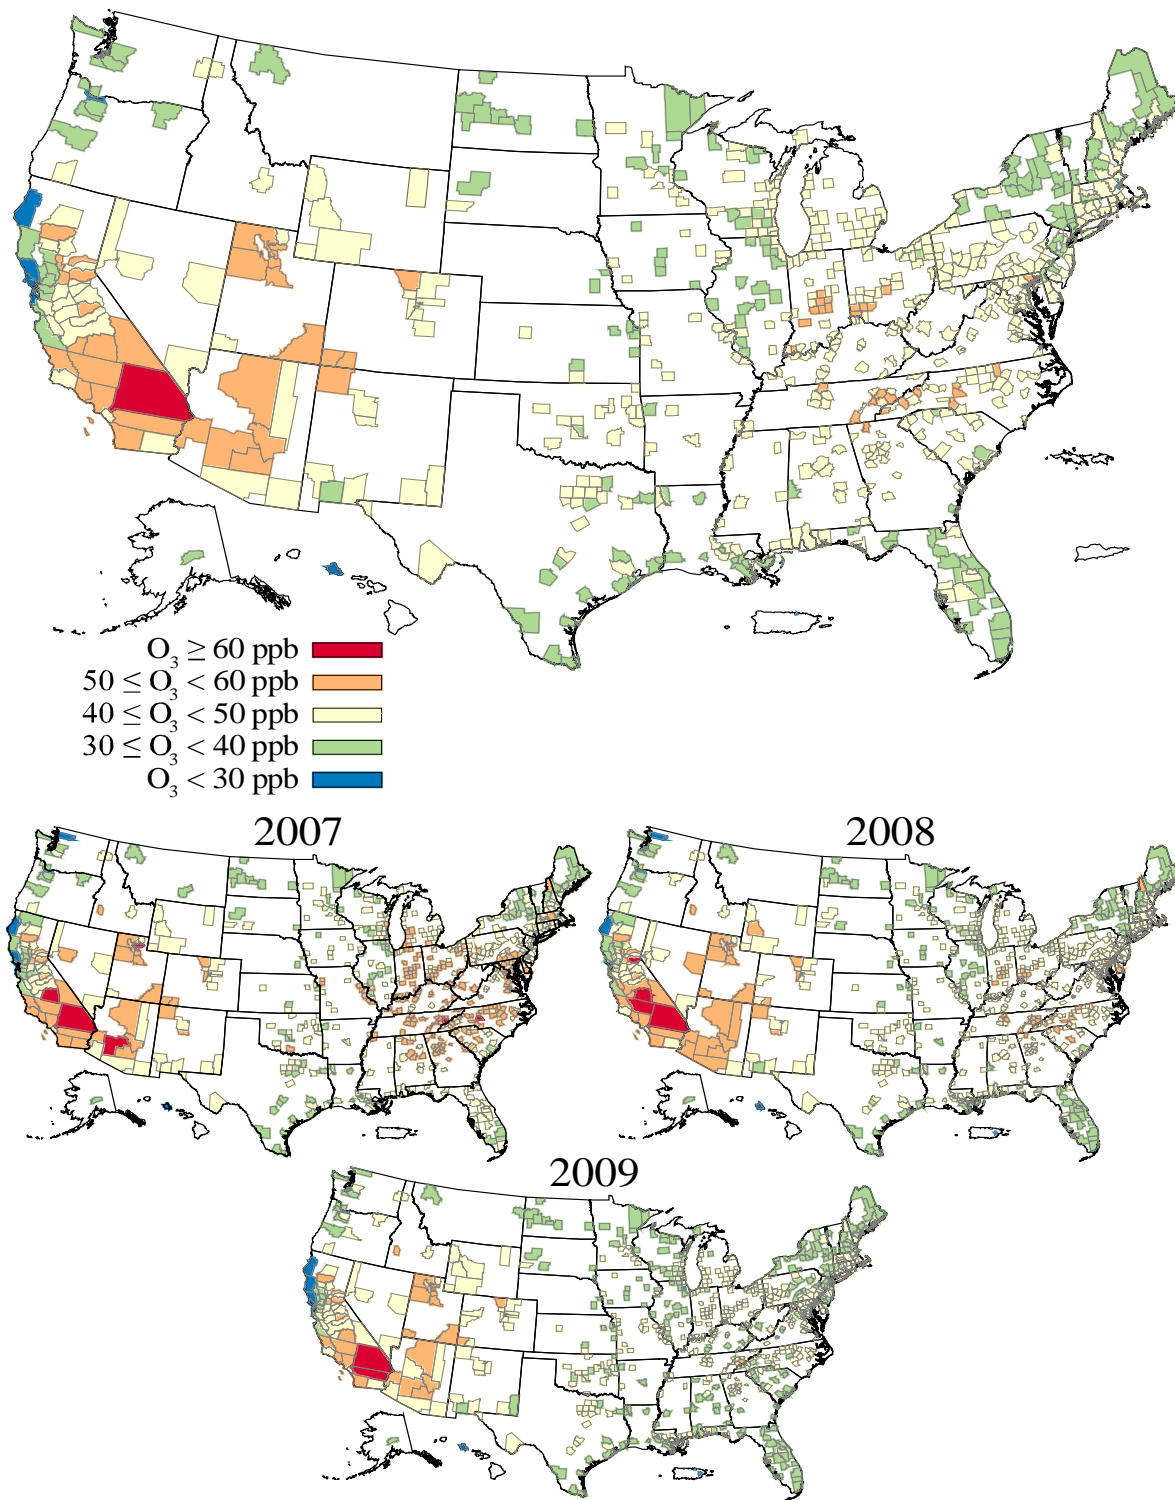 O₃ ≥ 60 ppb
50 ≤ O₃ < 60 ppb
40 ≤ O₃ < 50 ppb
30 ≤ O₃ < 40 ppb
O₃ < 30 ppb
2007
2008
2009